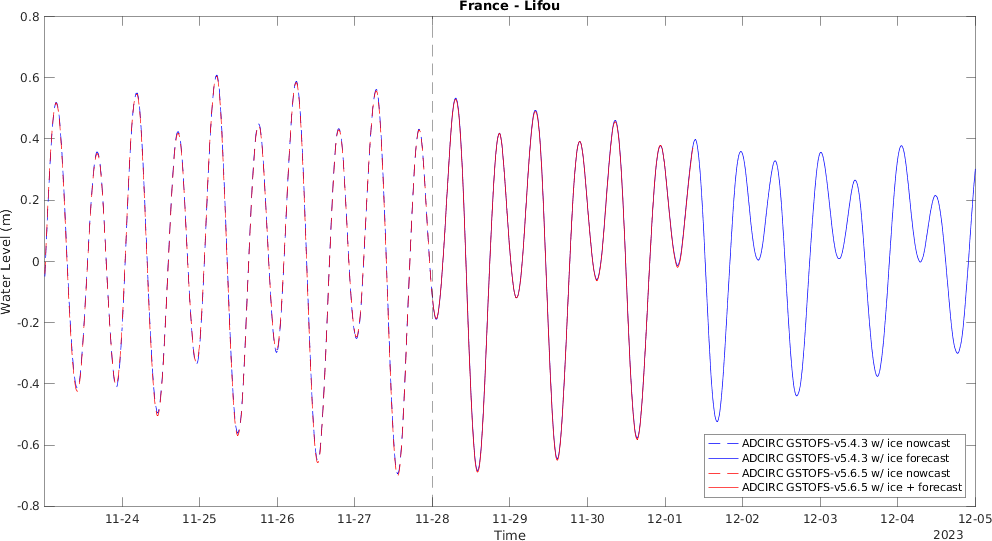 France - Lifou
Water Level (m)
0.8
0.6
0.4
0.2
0
-0.2
-0.4
-0.6
-0.8
ADCIRC GSTOFS-v5.4.3 w/ ice nowcast
ADCIRC GSTOFS-v5.4.3 w/ ice forecast
ADCIRC GSTOFS-v5.6.5 w/ ice nowcast
ADCIRC GSTOFS-v5.6.5 w/ ice + forecast
11-24 11-25 11-26 11-27 11-28 11-29 11-30 12-01 12-02 12-03 12-04 12-05
Time
2023